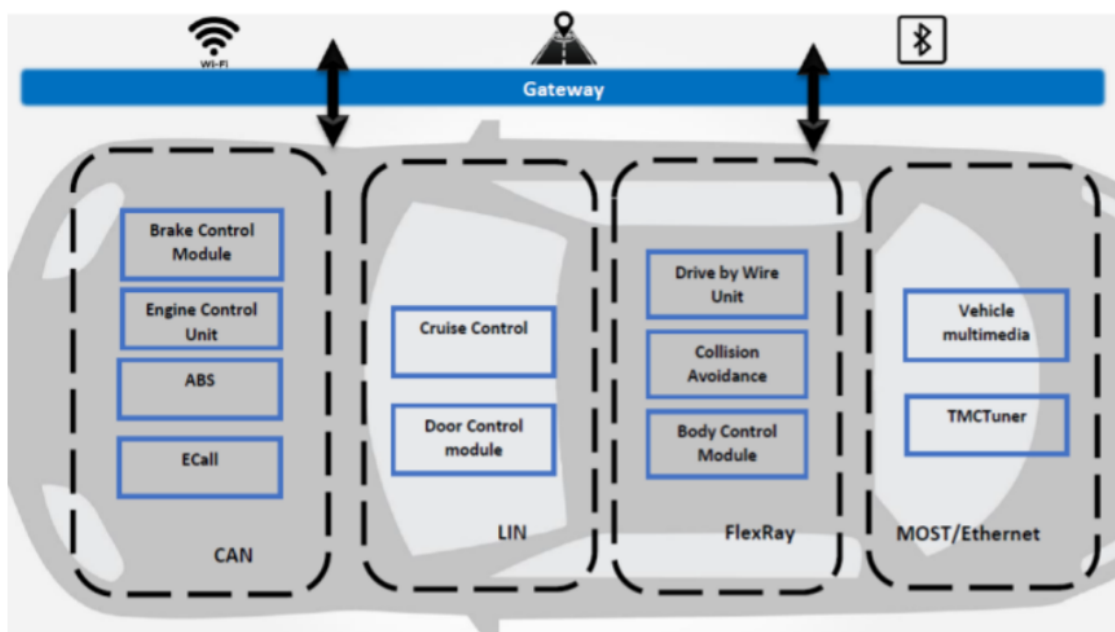 Wi-Fi
Gateway
Brake Control
Module
Engine Control
Unit
ABS
ECall
CAN
Cruise Control
Door Control
module
LIN
Drive by Wire
Unit
Collision
Avoidance
Body Control
Module
FlexRay
Vehicle
multimedia
TMCTuner
MOST/Ethernet